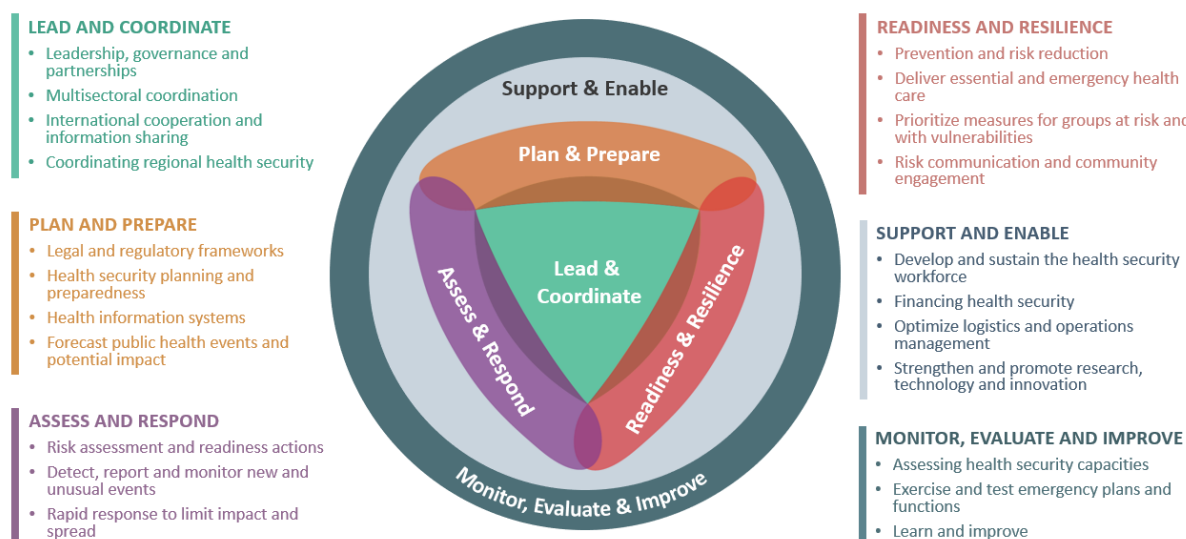 LEAD AND COORDINATE
• Leadership, governance and
partnerships
• Multisectoral coordination
• International cooperation and
information sharing
• Coordinating regional health security
PLAN AND PREPARE
• Legal and regulatory frameworks
• Health security planning and
preparedness
• Health information systems
• Forecast public health events and
potential impact
ASSESS AND RESPOND
• Risk assessment and readiness actions
• Detect, report and monitor new and
unusual events
• Rapid response to limit impact and
spread
Support & Enable
Plan & Prepare
Lead &
Coordinate
Assess & Respond
Readiness & Resilience
Monitor, Evaluate & Improve
READINESS AND RESILIENCE
• Prevention and risk reduction
• Deliver essential and emergency health
care
• Prioritize measures for groups at risk and
with vulnerabilities
• Risk communication and community
engagement
SUPPORT AND ENABLE
• Develop and sustain the health security
workforce
• Financing health security
• Optimize logistics and operations
management
• Strengthen and promote research,
technology and innovation
MONITOR, EVALUATE AND IMPROVE
• Assessing health security capacities
• Exercise and test emergency plans and
functions
• Learn and improve